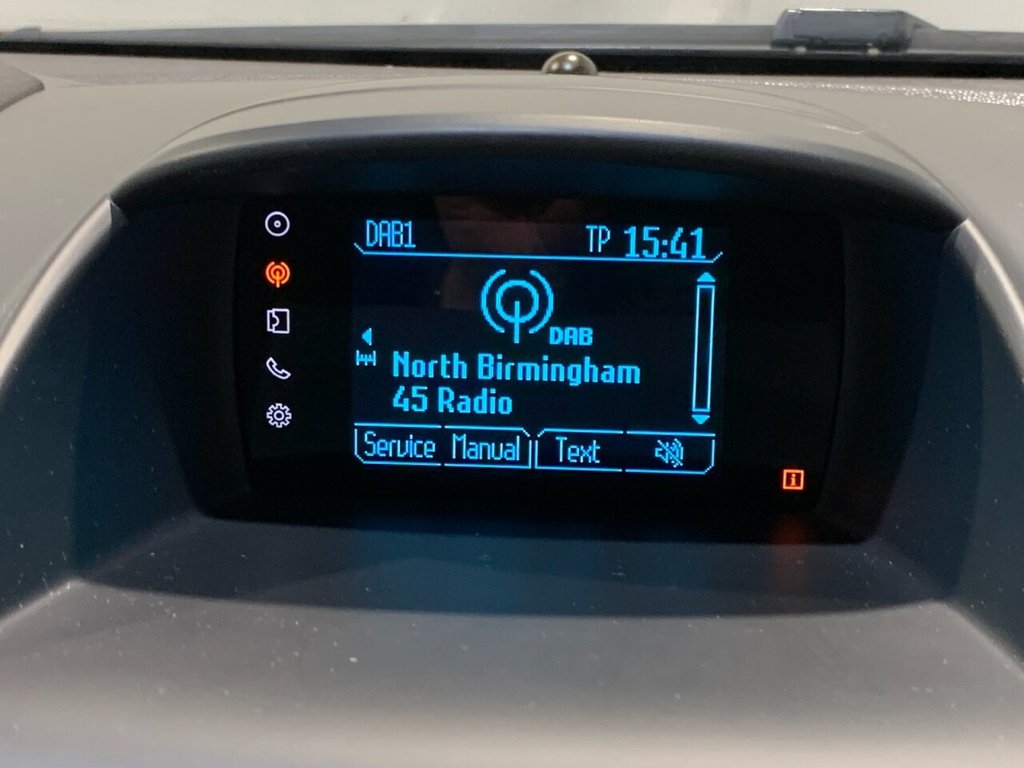 DAB1 TP 15:41
DAB
North Birmingham
45 Radio
Service Manual Text
i